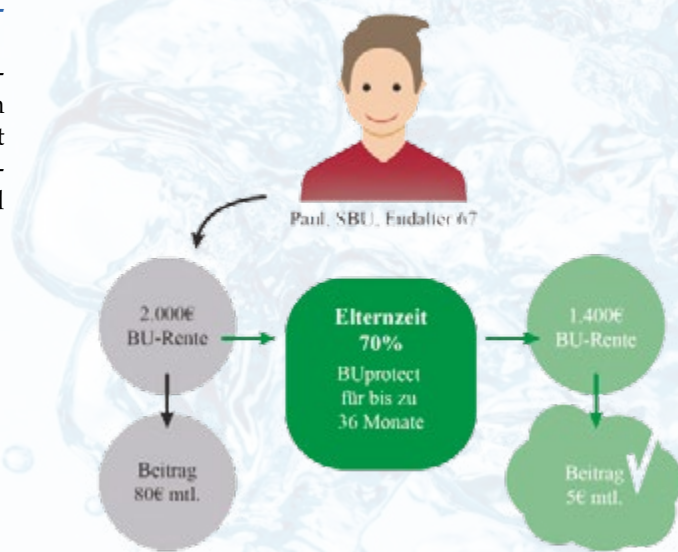 -
n
t
-
l
Paul, SBU, Endalter 67
2.000€
BU-Rente
Elternzeit
70%
BUprotect
für bis zu
36 Monate
1.400€
BU-Rente
Beitrag
80€ mtl.
Beitrag
5€ mtl.